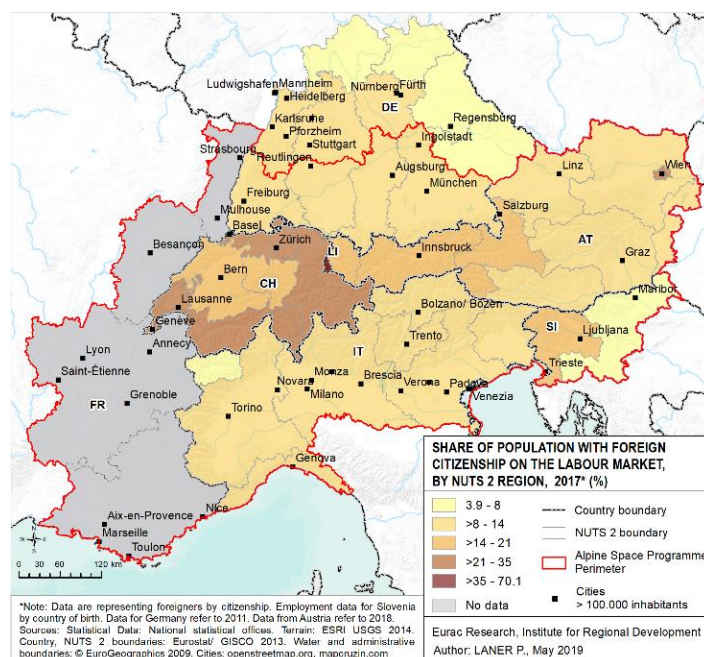 Ludwigshafen Mannheim
Heidelberg
Nürnberg Fürth
DE
Karlsruhe
Regensburg
Pforzheim
Stuttgart
Ingolstadt
Strasbourg
Reutlingen
Augsburg
Linz
Wien
Freiburg
München
Mulhouse
Salzburg
Basel
Besançon
Zürich
LI
Innsbruck
AT
Graz
Bern
CH
Maribor
Lausanne
Bolzano/ Bozen
SI
Ljubljana
Genève
Annecy
Trento
Trieste
Lyon
IT
Saint-Étienne
Monza
Brescia
Verona
Padova
Novara
Milano
Venezia
Grenoble
FR
Torino
Genova
Aix-en-Provence
Nice
Marseille
Toulon
0 30 60 120 km
SHARE OF POPULATION WITH FOREIGN
CITIZENSHIP ON THE LABOUR MARKET,
BY NUTS 2 REGION, 2017* (%)
3.9 - 8
>8 - 14
>14 - 21
>21 - 35
>35 - 70.1
No data
Country boundary
NUTS 2 boundary
Alpine Space Programme
Perimeter
Cities
> 100.000 inhabitants
*Note: Data are representing foreigners by citizenship. Employment data for Slovenia
by country of birth. Data for Germany refer to 2011. Data from Austria refer to 2018.
Sources: Statistical Data: National statistical offices. Terrain: ESRI USGS 2014.
Country, NUTS 2 boundaries: Eurostat/ GISCO 2013. Water and administrative
boundaries: © EuroGeographics 2009. Cities: openstreetmap.org, mapcruzin.com
Eurac Research, Institute for Regional Development
Author: LANER P., May 2019